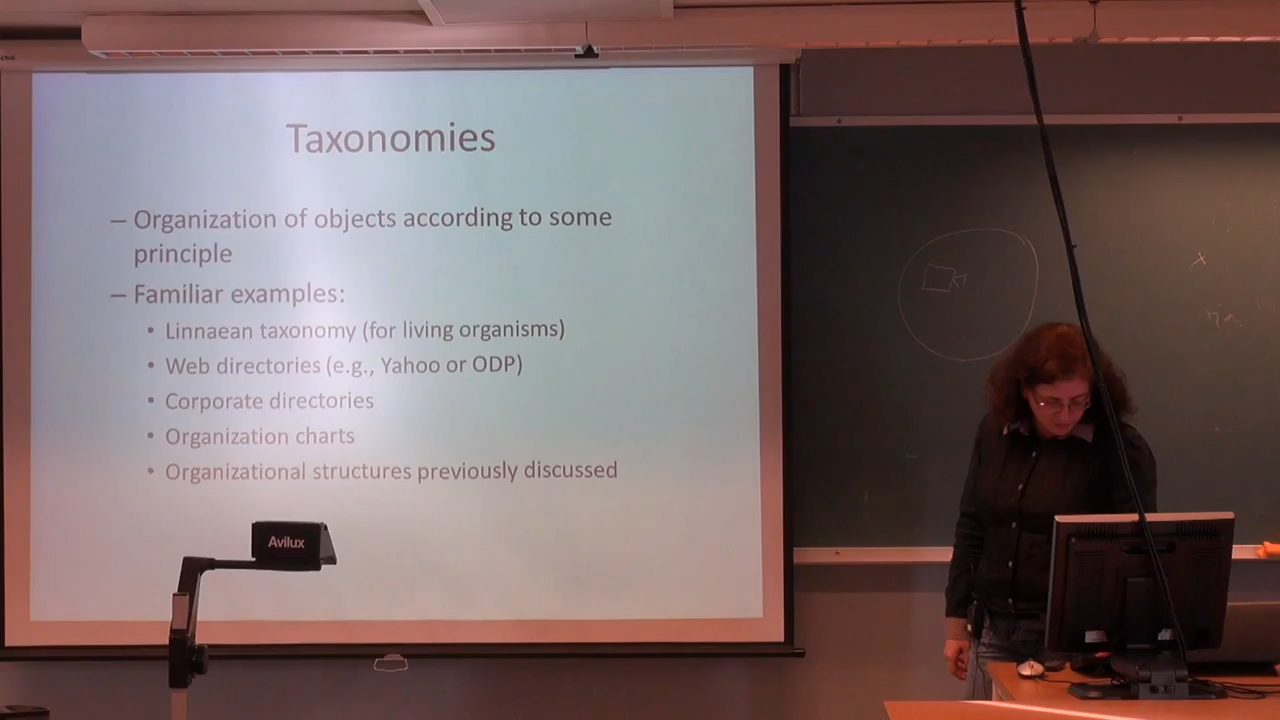 Taxonomies
– Organization of objects according to some
principle
– Familiar examples:
• Linnaean taxonomy (for living organisms)
• Web directories (e.g., Yahoo or ODP)
• Corporate directories
• Organization charts
• Organizational structures previously discussed
Avilux